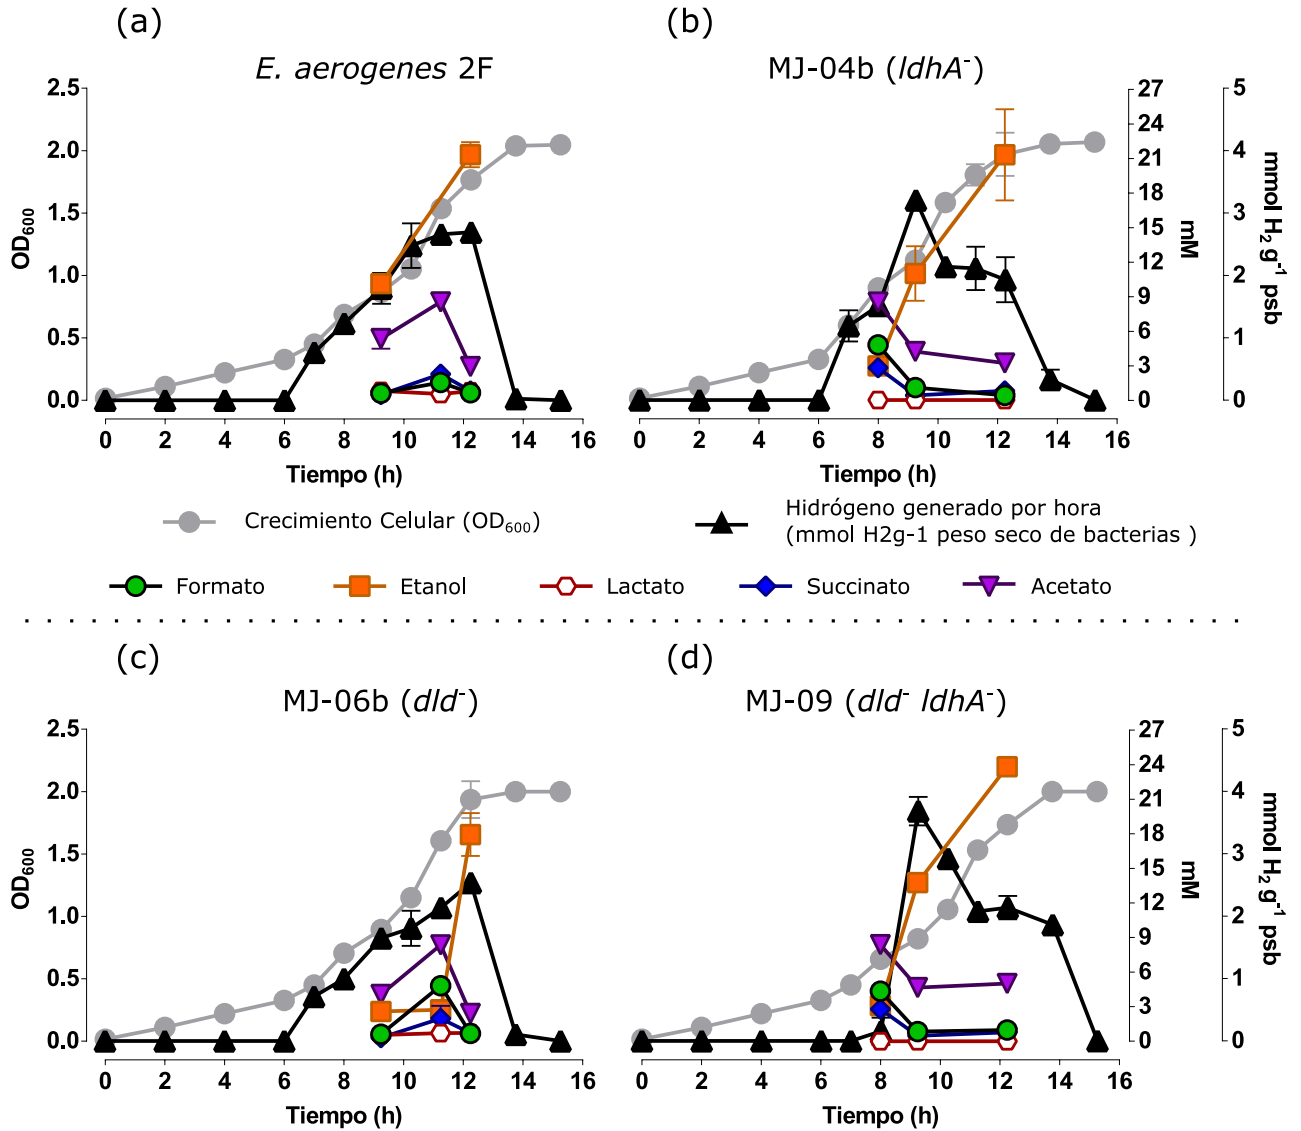 (a)
E. aerogenes 2F
2.5
2.0
1.5
1.0
0.5
0.0
OD600
0 2 4 6 8 10 12 14 16
Tiempo (h)
(b)
MJ-04b (ldhA-)
27
24
21
18
15
12
9
6
3
0
mM
5
4
3
2
1
0
mmol H2 g-1 psb
0 2 4 6 8 10 12 14 16
Tiempo (h)
Crecimiento Celular (OD600)
Hidrógeno generado por hora
(mmol H2g-1 peso seco de bacterias )
Formato Etanol Lactato Succinato Acetato
(c)
MJ-06b (dld-)
2.5
2.0
1.5
1.0
0.5
0.0
OD600
0 2 4 6 8 10 12 14 16
Tiempo (h)
(d)
MJ-09 (dld- ldhA-)
27
24
21
18
15
12
9
6
3
0
mM
5
4
3
2
1
0
mmol H2 g-1 psb
0 2 4 6 8 10 12 14 16
Tiempo (h)